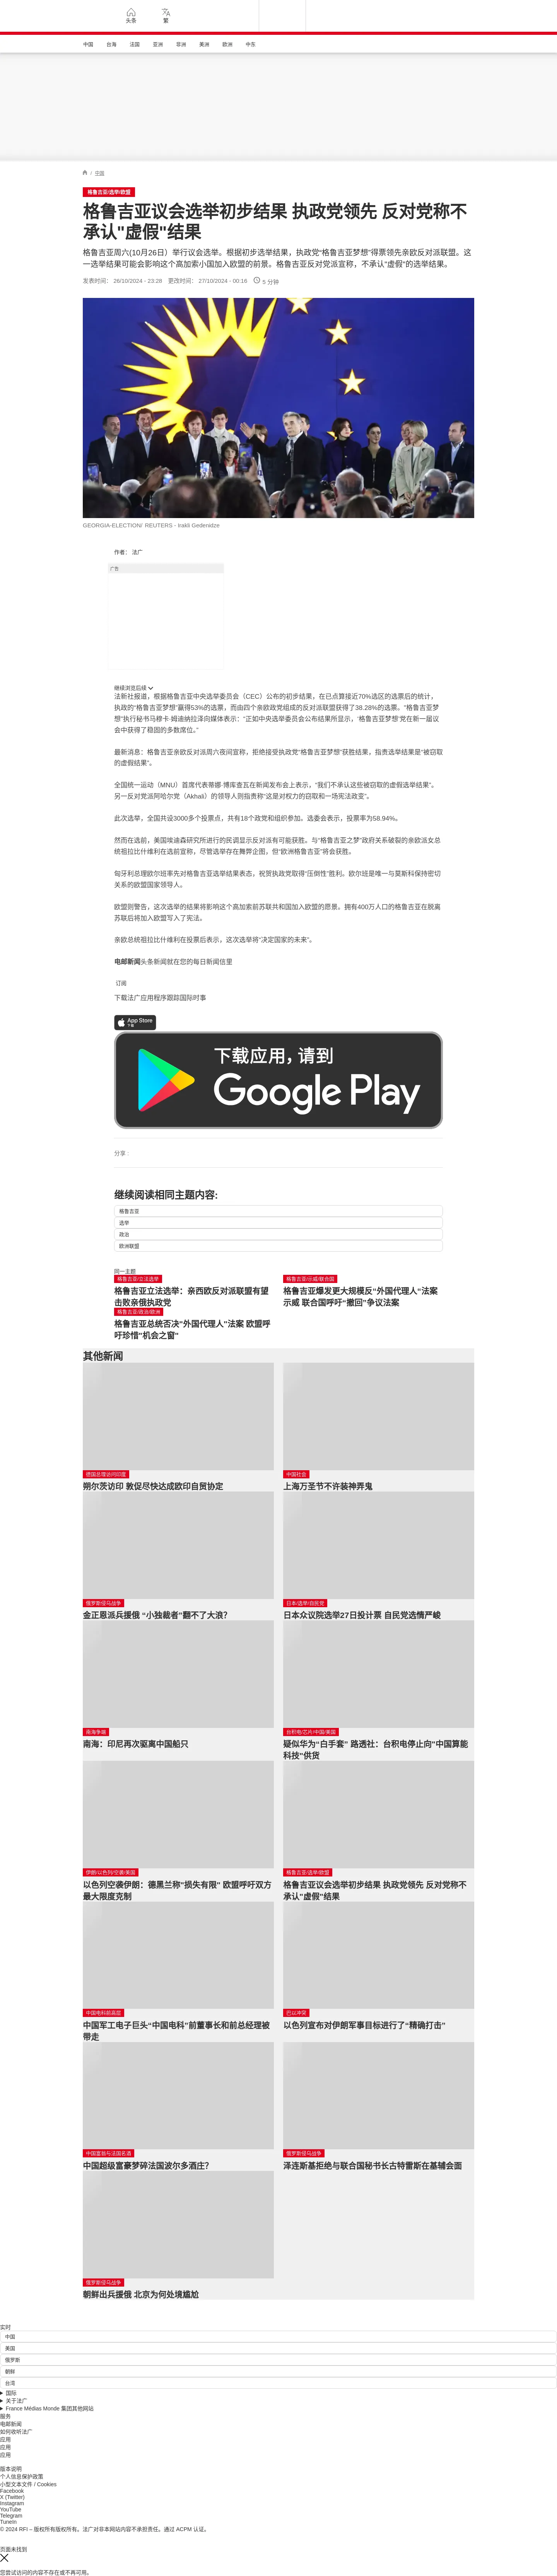 头条
繁
中国
台海
法国
亚洲
非洲
美洲
欧洲
中东
/ 中国
格鲁吉亚/选举/欧盟
格鲁吉亚议会选举初步结果 执政党领先 反对党称不
承认"虚假"结果
格鲁吉亚周六(10月26日）举行议会选举。根据初步选举结果，执政党“格鲁吉亚梦想”得票领先亲欧反对派联盟。这
一选举结果可能会影响这个高加索小国加入欧盟的前景。格鲁吉亚反对党派宣称，不承认“虚假”的选举结果。
发表时间： 26/10/2024 - 23:28 更改时间： 27/10/2024 - 00:16 5 分钟
GEORGIA-ELECTION/ REUTERS - Irakli Gedenidze
作者： 法广
广告
继续浏览后续
法新社报道，根据格鲁吉亚中央选举委员会（CEC）公布的初步结果，在已点算接近70%选区的选票后的统计，
执政的“格鲁吉亚梦想”赢得53%的选票，而由四个亲欧政党组成的反对派联盟获得了38.28%的选票。“格鲁吉亚梦
想”执行秘书马穆卡·姆迪纳拉泽向媒体表示：“正如中央选举委员会公布结果所显示，‘格鲁吉亚梦想’党在新一届议
会中获得了稳固的多数席位。”
最新消息：格鲁吉亚亲欧反对派周六夜间宣称，拒绝接受执政党“格鲁吉亚梦想”获胜结果，指责选举结果是“被窃取
的虚假结果”。
全国统一运动（MNU）首席代表蒂娜·博库查瓦在新闻发布会上表示，“我们不承认这些被窃取的虚假选举结果”。
另一反对党派阿哈尔党（Akhali）的领导人则指责称“这是对权力的窃取和一场宪法政变”。
此次选举，全国共设3000多个投票点，共有18个政党和组织参加。选委会表示，投票率为58.94%。
然而在选前，美国埃迪森研究所进行的民调显示反对派有可能获胜。与“格鲁吉亚之梦”政府关系破裂的亲欧派女总
统祖拉比什维利在选前宣称，尽管选举存在舞弊企图，但“欧洲格鲁吉亚”将会获胜。
匈牙利总理欧尔班率先对格鲁吉亚选举结果表态，祝贺执政党取得“压倒性”胜利。欧尔班是唯一与莫斯科保持密切
关系的欧盟国家领导人。
欧盟则警告，这次选举的结果将影响这个高加索前苏联共和国加入欧盟的愿景。拥有400万人口的格鲁吉亚在脱离
苏联后将加入欧盟写入了宪法。
亲欧总统祖拉比什维利在投票后表示，这次选举将“决定国家的未来”。
电邮新闻头条新闻就在您的每日新闻信里
订阅
下载法广应用程序跟踪国际时事
App Store
下载
下载应用，请到
Google Play
分享 :
继续阅读相同主题内容:
格鲁吉亚
选举
政治
欧洲联盟
同一主题
格鲁吉亚/立法选举
格鲁吉亚立法选举：亲西欧反对派联盟有望
击败亲俄执政党
格鲁吉亚/示威/联合国
格鲁吉亚爆发更大规模反“外国代理人”法案
示威 联合国呼吁“撤回”争议法案
格鲁吉亚/政治/欧洲
格鲁吉亚总统否决"外国代理人"法案 欧盟呼
吁珍惜"机会之窗"
其他新闻
德国总理访问印度
朔尔茨访印 敦促尽快达成欧印自贸协定
中国社会
上海万圣节不许装神弄鬼
俄罗斯侵乌战争
金正恩派兵援俄 “小独裁者”翻不了大浪？
日本/选举/自民党
日本众议院选举27日投计票 自民党选情严峻
南海争端
南海：印尼再次驱离中国船只
台积电/芯片/中国/美国
疑似华为“白手套” 路透社：台积电停止向"中国算能
科技"供货
伊朗/以色列/空袭/美国
以色列空袭伊朗：德黑兰称"损失有限" 欧盟呼吁双方
最大限度克制
格鲁吉亚/选举/欧盟
格鲁吉亚议会选举初步结果 执政党领先 反对党称不
承认"虚假"结果
中国电科前高层
中国军工电子巨头“中国电科”前董事长和前总经理被
带走
巴以冲突
以色列宣布对伊朗军事目标进行了“精确打击”
中国富豪与法国名酒
中国超级富豪梦碎法国波尔多酒庄？
俄罗斯侵乌战争
泽连斯基拒绝与联合国秘书长古特雷斯在基辅会面
俄罗斯侵乌战争
朝鲜出兵援俄 北京为何处境尴尬
实时
中国
美国
俄罗斯
朝鲜
台湾
国际
关于法广
France Médias Monde 集团其他网站
服务
电邮新闻
如何收听法广
应用
应用
应用
版本说明
个人信息保护政策
小型文本文件 / Cookies
Facebook
X (Twitter)
Instagram
YouTube
Telegram
TuneIn
© 2024 RFI – 版权所有版权所有。法广对非本网站内容不承担责任。通过 ACPM 认证。
页面未找到
您尝试访问的内容不存在或不再可用。